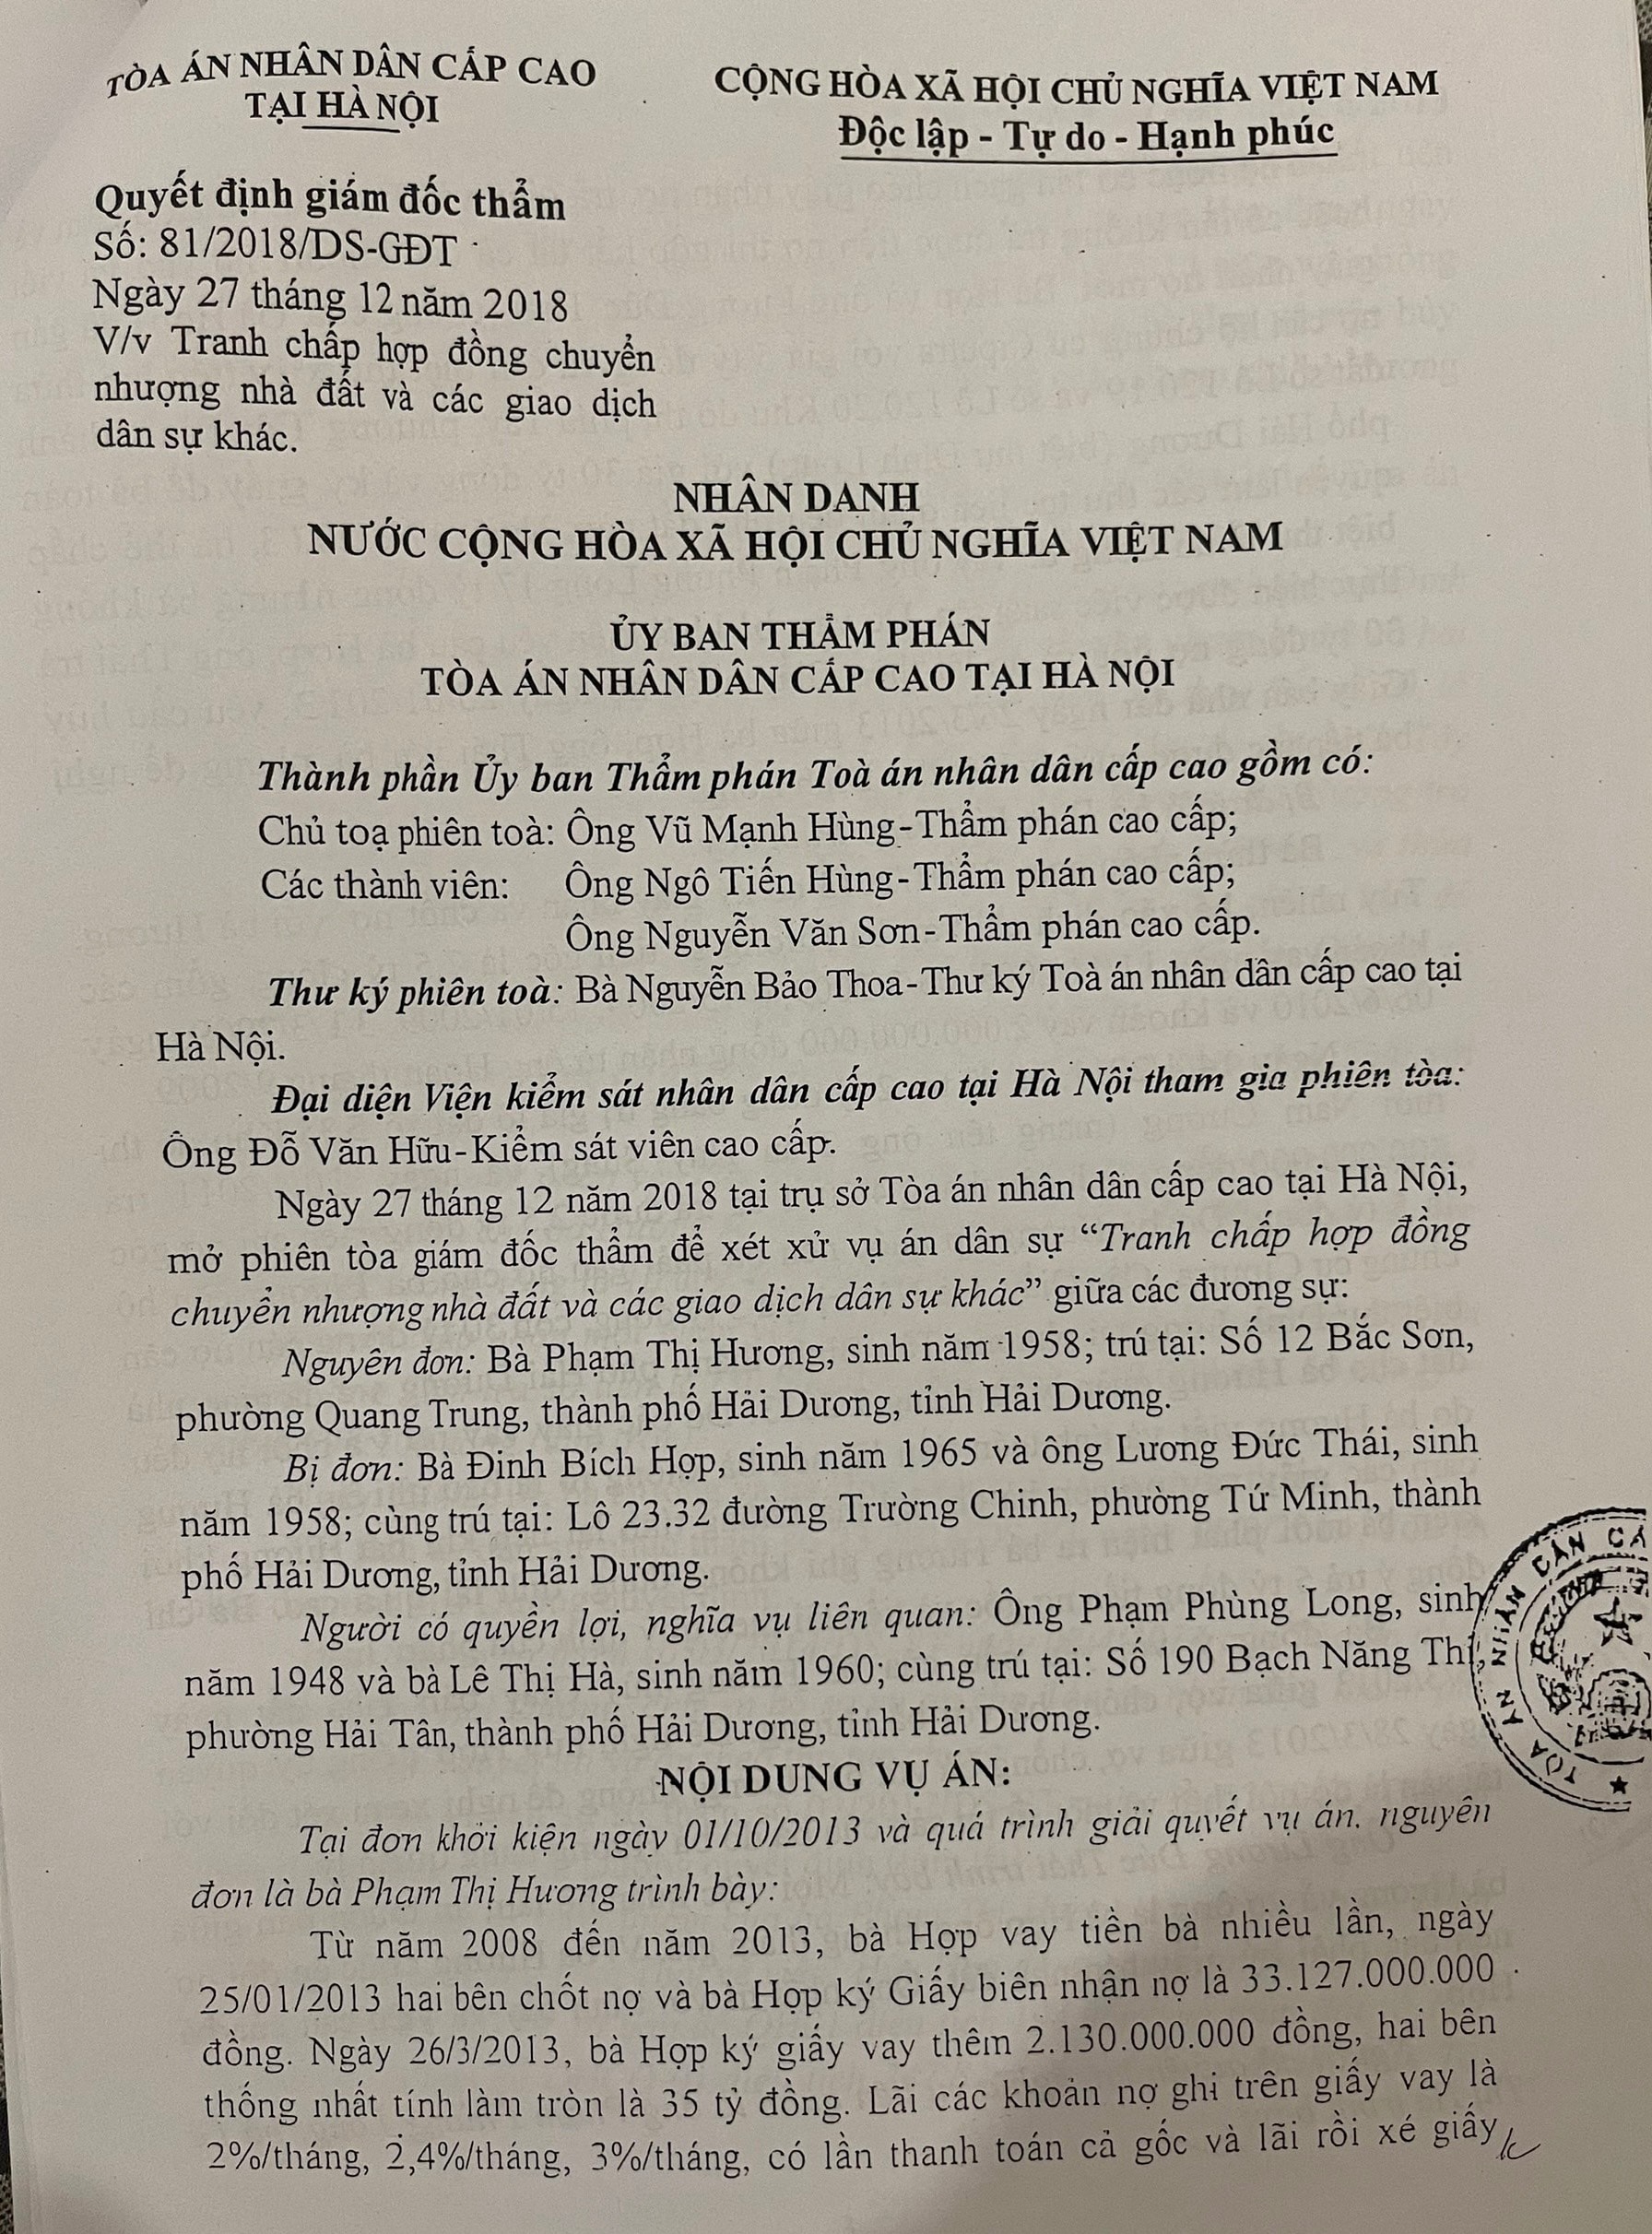 TÒA ÁN NHÂN DÂN CẤP CAO
TẠI HÀ NỘI
CỘNG HÒA XÃ HỘI CHỦ NGHĨA VIỆT NAM
Độc lập - Tự do - Hạnh phúc
Quyết định giám đốc thẩm
Số: 81/2018/DS-GĐT
Ngày 27 tháng 12 năm 2018
V/v Tranh chấp hợp đồng chuyển
nhượng nhà đất và các giao dịch
dân sự khác.
NHÂN DANH
NƯỚC CỘNG HÒA XÃ HỘI CHỦ NGHĨA VIỆT NAM
ỦY BAN THẨM PHÁN
TÒA ÁN NHÂN DÂN CẤP CAO TẠI HÀ NỘI
Thành phần Ủy ban Thẩm phán Toà án nhân dân cấp cao gồm có:
Chủ toạ phiên toà: Ông Vũ Mạnh Hùng-Thẩm phán cao cấp;
Các thành viên: Ông Ngô Tiến Hùng-Thẩm phán cao cấp;
Ông Nguyễn Văn Sơn-Thẩm phán cao cấp.
Thư ký phiên toà: Bà Nguyễn Bảo Thoa-Thư ký Toà án nhân dân cấp cao tại
Hà Nội.
Đại diện Viện kiểm sát nhân dân cấp cao tại Hà Nội tham gia phiên tòa:
Ông Đỗ Văn Hữu-Kiểm sát viên cao cấp.
Ngày 27 tháng 12 năm 2018 tại trụ sở Tòa án nhân dân cấp cao tại Hà Nội,
mở phiên tòa giám đốc thẩm để xét xử vụ án dân sự “Tranh chấp hợp đồng
chuyển nhượng nhà đất và các giao dịch dân sự khác” giữa các đương sự:
Nguyên đơn: Bà Phạm Thị Hương, sinh năm 1958; trú tại: Số 12 Bắc Sơn,
phường Quang Trung, thành phố Hải Dương, tỉnh Hải Dương.
Bị đơn: Bà Đinh Bích Hợp, sinh năm 1965 và ông Lương Đức Thái, sinh
năm 1958; cùng trú tại: Lô 23.32 đường Trường Chinh, phường Tứ Minh, thành
phố Hải Dương, tỉnh Hải Dương.
Người có quyền lợi, nghĩa vụ liên quan: Ông Phạm Phùng Long, sinh
năm 1948 và bà Lê Thị Hà, sinh năm 1960; cùng trú tại: Số 190 Bạch Năng Thi,
phường Hải Tân, thành phố Hải Dương, tỉnh Hải Dương.
TÒA ÁN NHÂN DÂN CẤ
NỘI DUNG VỤ ÁN:
Tại đơn khởi kiện ngày 01/10/2013 và quá trình giải quyết vụ án. nguyên
đơn là bà Phạm Thị Hương trình bày:
Từ năm 2008 đến năm 2013, bà Hợp vay tiền bà nhiều lần, ngày
25/01/2013 hai bên chốt nợ và bà Hợp ký Giấy biên nhận nợ là 33.127.000.000
đồng. Ngày 26/3/2013, bà Hợp ký giấy vay thêm 2.130.000.000 đồng, hai bên
thống nhất tính làm tròn là 35 tỷ đồng. Lãi các khoản nợ ghi trên giấy vay là
2%/tháng, 2,4%/tháng, 3%/tháng, có lần thanh toán cả gốc và lãi rồi xé giấy